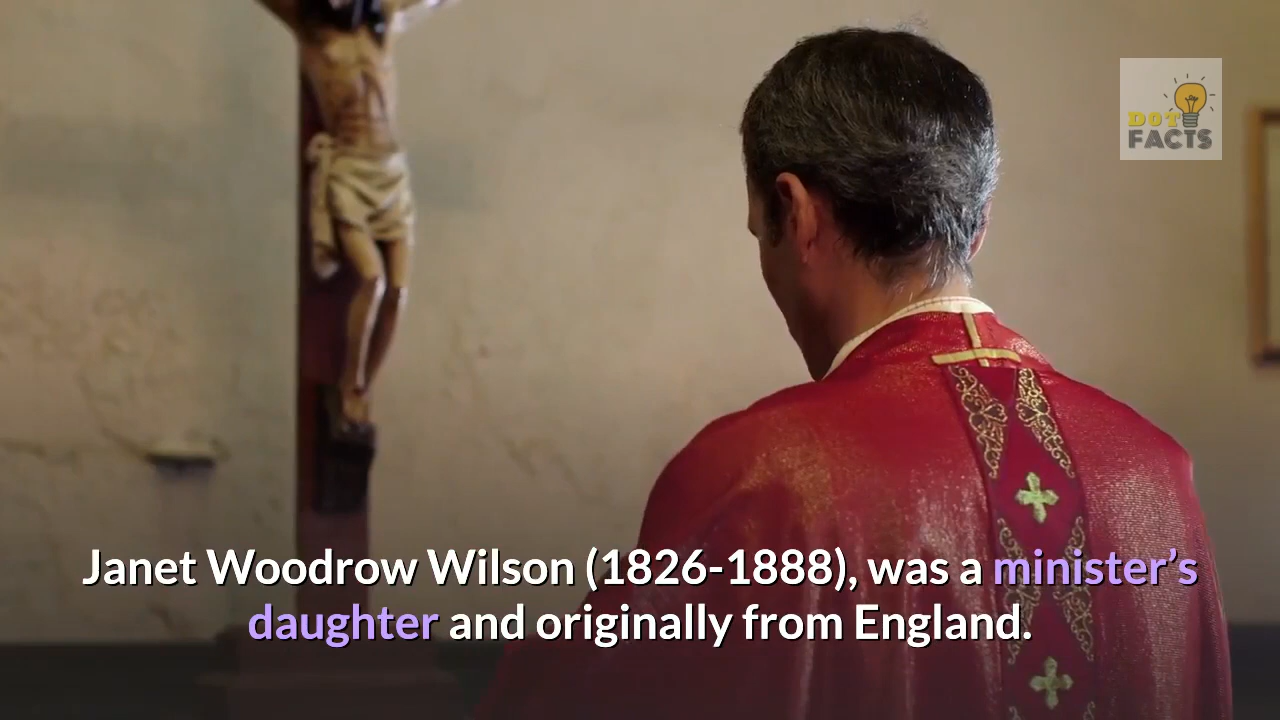 DOT
FACTS
Janet Woodrow Wilson (1826-1888), was a minister’s
daughter and originally from England.